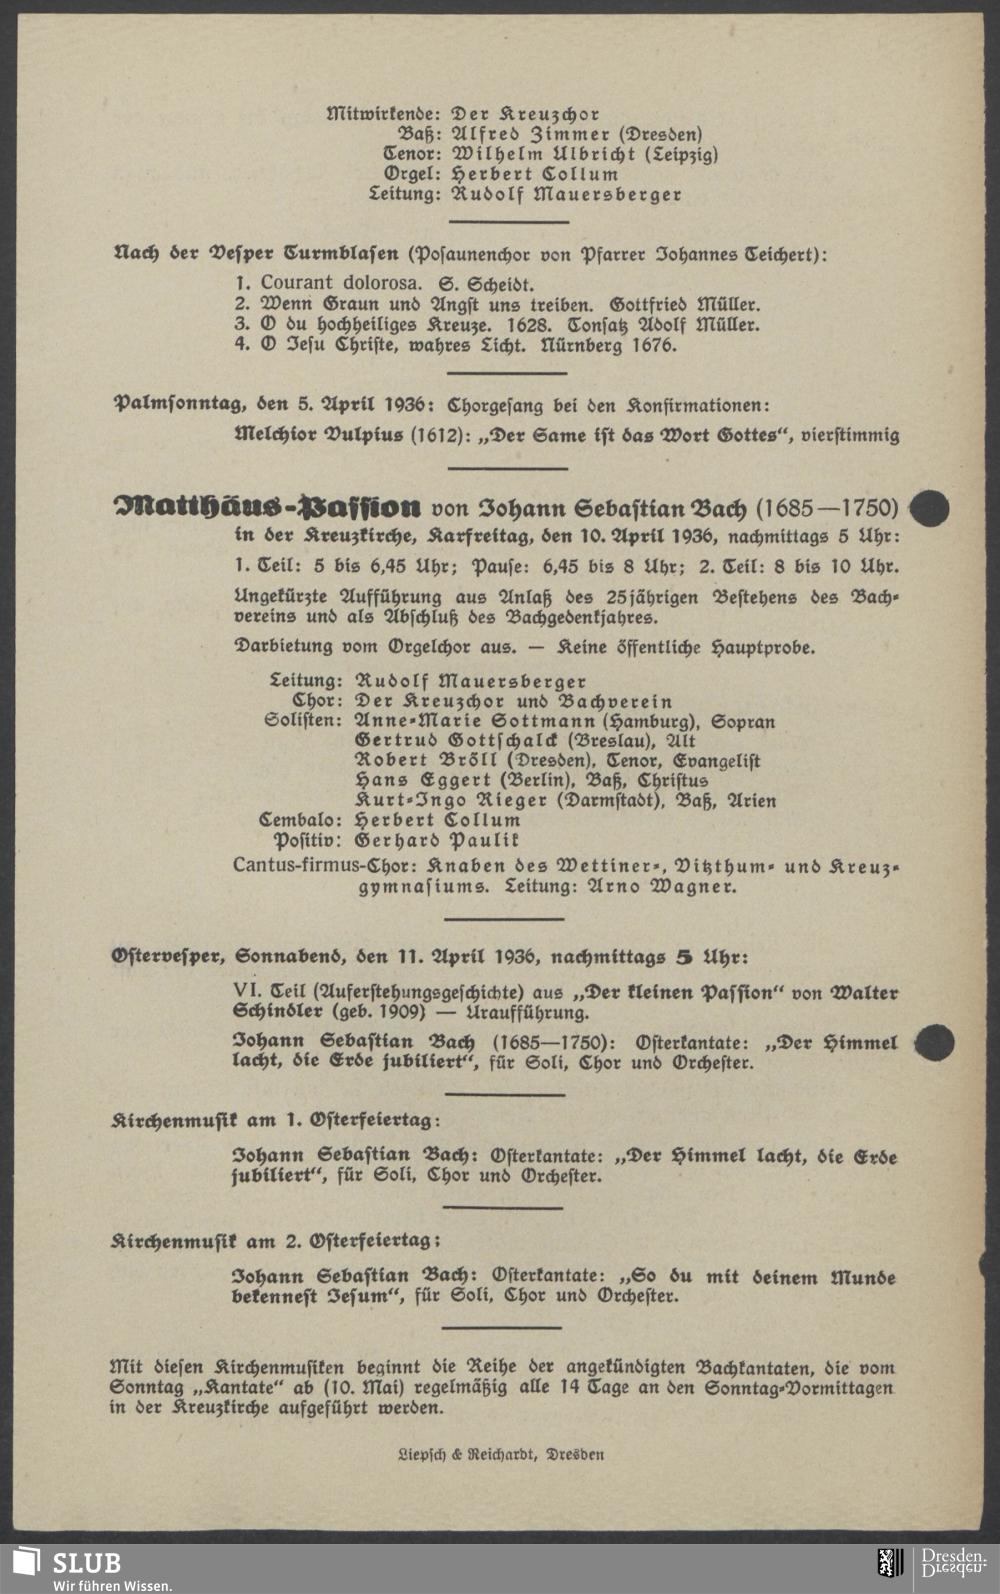 Mitwirkende: Der Kreuzchor
Baß: Alfred Zimmer (Dresden)
Tenor: Wilhelm Ulbricht (Leipzig)
Orgel: Herbert Collum
Leitung: Rudolf Mauersberger
Nach der Vesper Turmblasen (Posaunenchor von Pfarrer Johannes Teichert):
1. Courant dolorosa. S. Scheidt.
2. Wenn Graun und Angst uns treiben. Gottfried Müller.
3. O du hochheiliges Kreuze. 1628. Tonsatz Adolf Müller.
4. O Jesu Christe, wahres Licht. Nürnberg 1676.
Palmsonntag, den 5. April 1936: Chorgesang bei den Konfirmationen:
Melchior Vulpius (1612): „Der Same ist das Wort Gottes“, vierstimmig
Matthäus-Passion von Johann Sebastian Bach (1685—1750)
in der Kreuzkirche, Karfreitag, den 10. April 1936, nachmittags 5 Uhr:
1. Teil: 5 bis 6,45 Uhr; Pause: 6,45 bis 8 Uhr; 2. Teil: 8 bis 10 Uhr.
Ungekürzte Aufführung aus Anlaß des 25jährigen Bestehens des Bach-
vereins und als Abschluß des Bachgedenkjahres.
Darbietung vom Orgelchor aus. — Keine öffentliche Hauptprobe.
Leitung: Rudolf Mauersberger
Chor: Der Kreuzchor und Bachverein
Solisten: Anne-Marie Sottmann (Hamburg), Sopran
Gertrud Gottschalck (Breslau), Alt
Robert Bröll (Dresden), Tenor, Evangelist
Hans Eggert (Berlin), Baß, Christus
Kurt-Ingo Rieger (Darmstadt), Baß, Arien
Cembalo: Herbert Collum
Positiv: Gerhard Paulik
Cantus-firmus-Chor: Knaben des Wettiner-, Vitzthum- und Kreuz-
gymnasiums. Leitung: Arno Wagner.
Ostervesper, Sonnabend, den 11. April 1936, nachmittags 5 Uhr:
VI. Teil (Auferstehungsgeschichte) aus „Der kleinen Passion“ von Walter
Schindler (geb. 1909) — Uraufführung.
Johann Sebastian Bach (1685—1750): Osterkantate: „Der Himmel
lacht, die Erde jubiliert“, für Soli, Chor und Orchester.
Kirchenmusik am 1. Osterfeiertag:
Johann Sebastian Bach: Osterkantate: „Der Himmel lacht, die Erde
jubiliert“, für Soli, Chor und Orchester.
Kirchenmusik am 2. Osterfeiertag:
Johann Sebastian Bach: Osterkantate: „So du mit deinem Munde
bekennest Jesum“, für Soli, Chor und Orchester.
Mit diesen Kirchenmusiken beginnt die Reihe der angekündigten Bachkantaten, die vom
Sonntag „Kantate“ ab (10. Mai) regelmäßig alle 14 Tage an den Sonntag-Vormittagen
in der Kreuzkirche aufgeführt werden.
Liepsch & Reichardt, Dresden
SLUB
Wir führen Wissen.
Dresden.
Dresden.